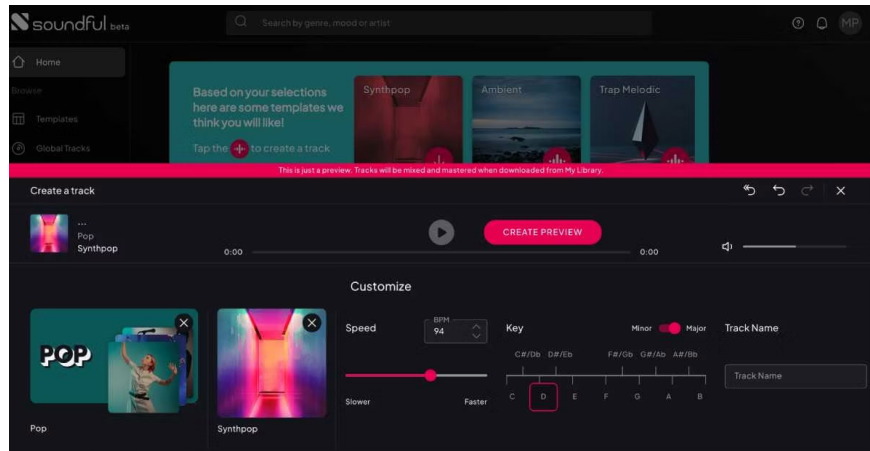 soundful beta
Search by genre, mood or artist
MP
Home
Browse
Templates
Global Tracks
Based on your selections
here are some templates we
think you will like!
Tap the to create a track
Synthpop
Ambient
Trap Melodic
This is just a preview. Tracks will be mixed and mastered when downloaded from My Library.
Create a track
...
Pop
Synthpop
0:00
CREATE PREVIEW
0:00
Customize
POP
Pop
Synthpop
Speed
BPM
94
Slower
Faster
Key
Minor
Major
C#/Db D#/Eb F#/Gb G#/Ab A#/Bb
C D E F G A B
Track Name
Track Name